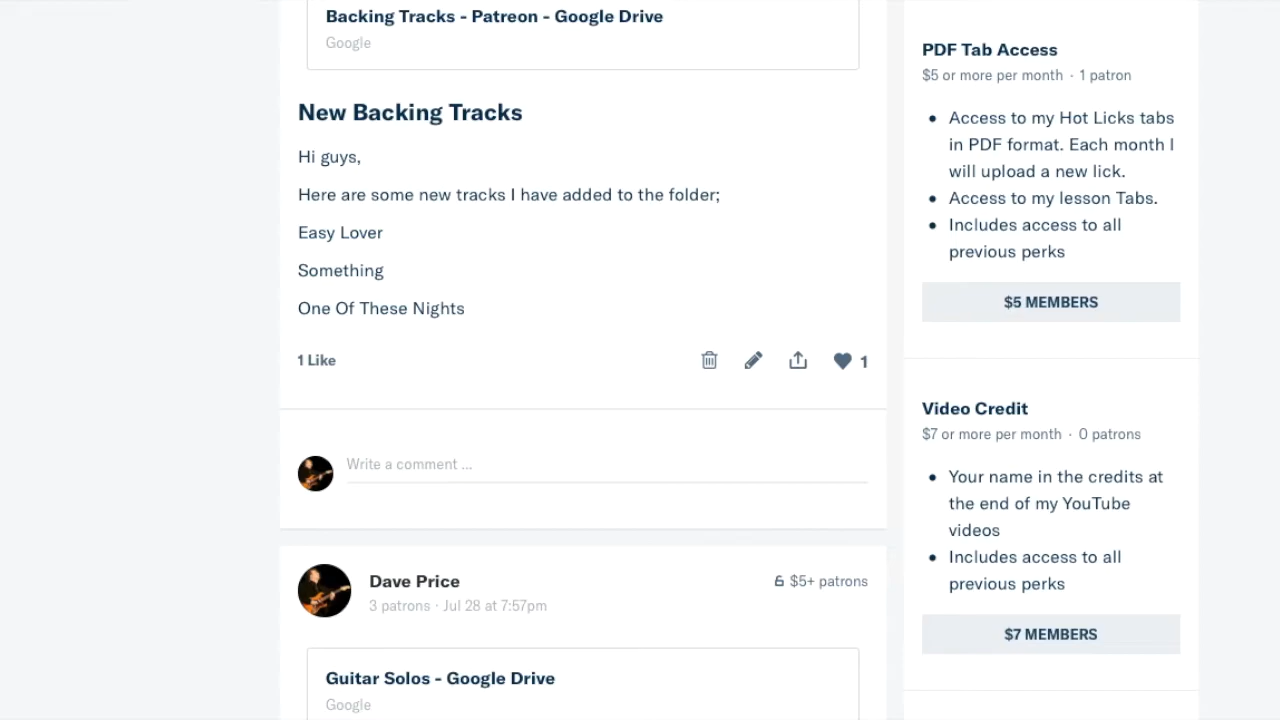 Backing Tracks - Patreon - Google Drive
Google
New Backing Tracks
Hi guys,
Here are some new tracks I have added to the folder;
Easy Lover
Something
One Of These Nights
1 Like
1
Write a comment ...
Dave Price
$5+ patrons
3 patrons · Jul 28 at 7:57pm
Guitar Solos - Google Drive
Google
PDF Tab Access
$5 or more per month · 1 patron
Access to my Hot Licks tabs
in PDF format. Each month I
will upload a new lick.
Access to my lesson Tabs.
Includes access to all
previous perks
$5 MEMBERS
Video Credit
$7 or more per month · 0 patrons
Your name in the credits at
the end of my YouTube
videos
Includes access to all
previous perks
$7 MEMBERS